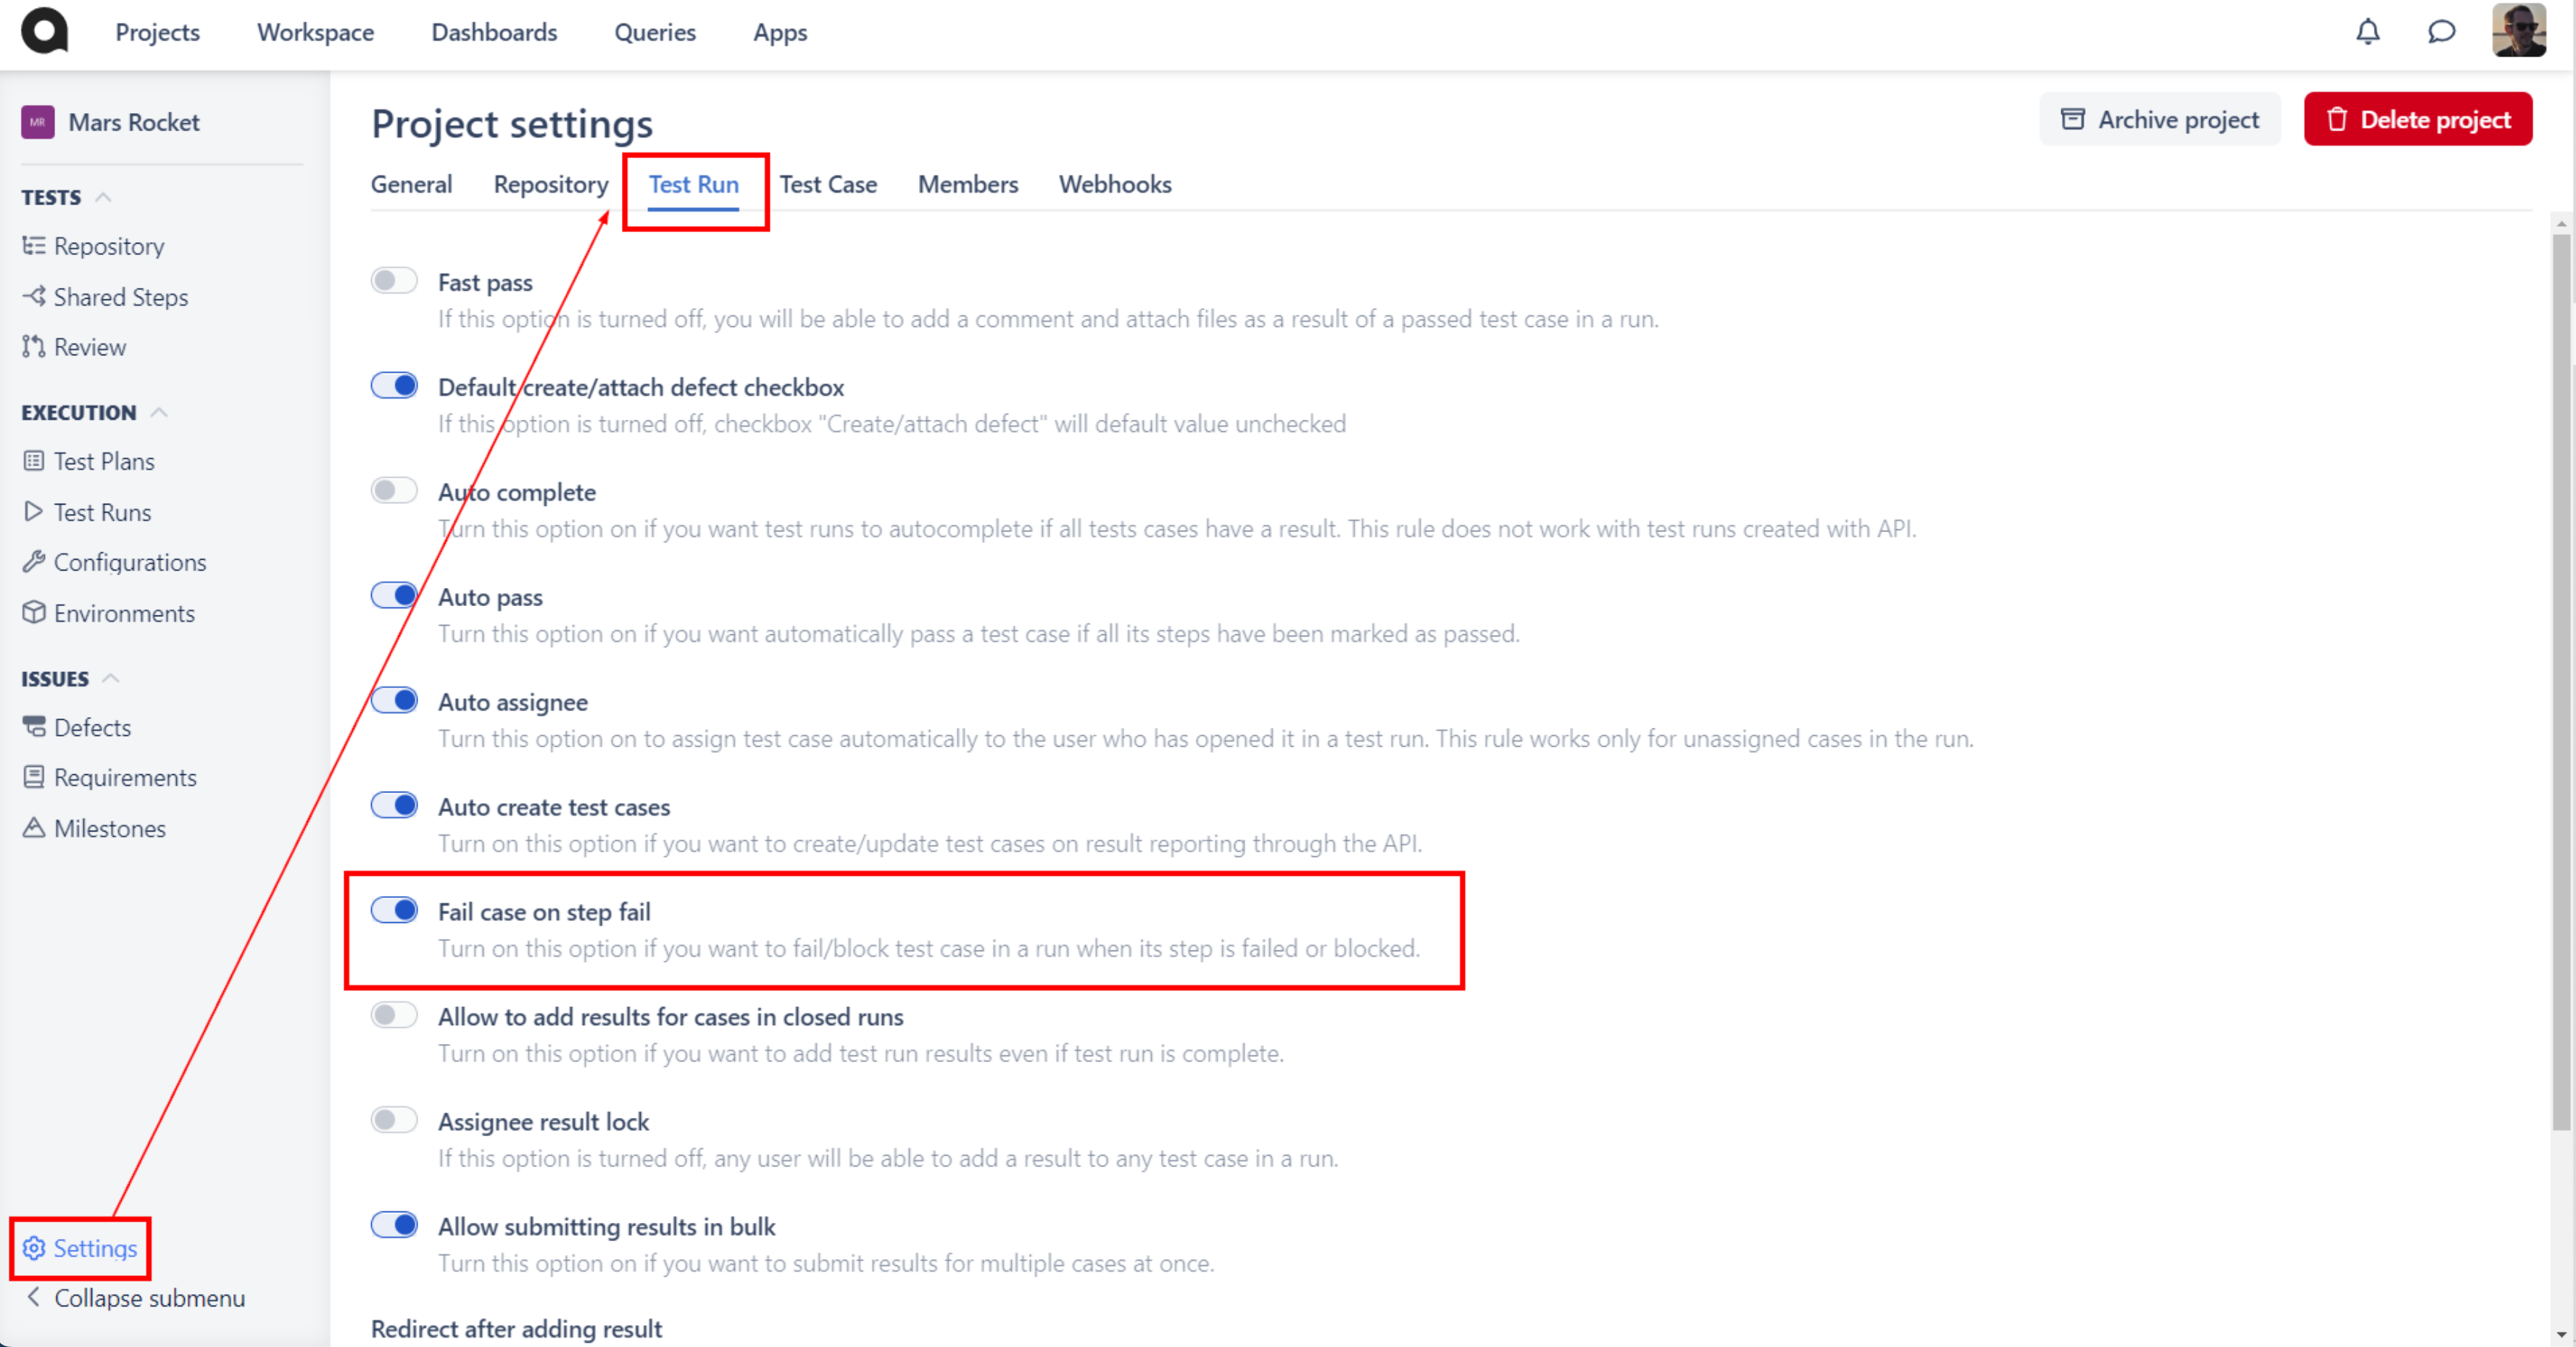 Projects Workspace Dashboards Queries Apps
MR Mars Rocket
TESTS
Repository
Shared Steps
Review
EXECUTION
Test Plans
Test Runs
Configurations
Environments
ISSUES
Defects
Requirements
Milestones
Settings
Collapse submenu
Project settings
Archive project
Delete project
General Repository Test Run Test Case Members Webhooks
Fast pass
If this option is turned off, you will be able to add a comment and attach files as a result of a passed test case in a run.
Default create/attach defect checkbox
If this option is turned off, checkbox "Create/attach defect" will default value unchecked
Auto complete
Turn this option on if you want test runs to autocomplete if all tests cases have a result. This rule does not work with test runs created with API.
Auto pass
Turn this option on if you want automatically pass a test case if all its steps have been marked as passed.
Auto assignee
Turn this option on to assign test case automatically to the user who has opened it in a test run. This rule works only for unassigned cases in the run.
Auto create test cases
Turn on this option if you want to create/update test cases on result reporting through the API.
Fail case on step fail
Turn on this option if you want to fail/block test case in a run when its step is failed or blocked.
Allow to add results for cases in closed runs
Turn on this option if you want to add test run results even if test run is complete.
Assignee result lock
If this option is turned off, any user will be able to add a result to any test case in a run.
Allow submitting results in bulk
Turn this option on if you want to submit results for multiple cases at once.
Redirect after adding result